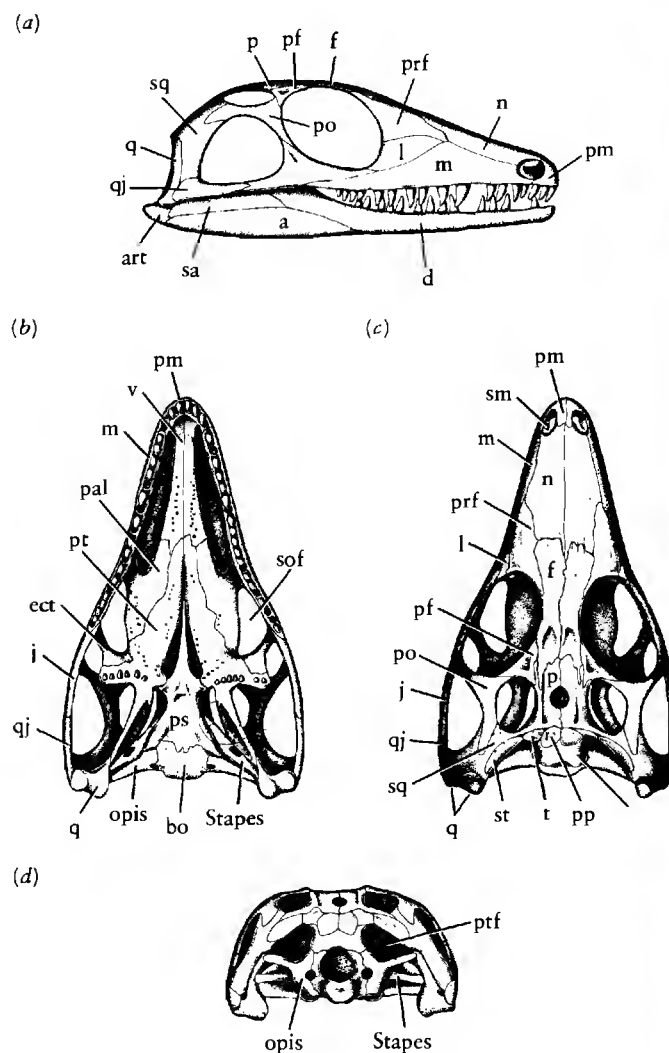 (a)
p pf f
prf
sq
n
po
q
l
pm
m
qj
a
art
sa
d
(b)
(c)
pm
pm
v
sm
m
m
n
pal
prf
pt
sof
l
f
ect
pf
j
po
p
j
qj
ps
qj
sq
opis
bo
Stapes
st
t
pp
q
q
(d)
ptf
opis
Stapes